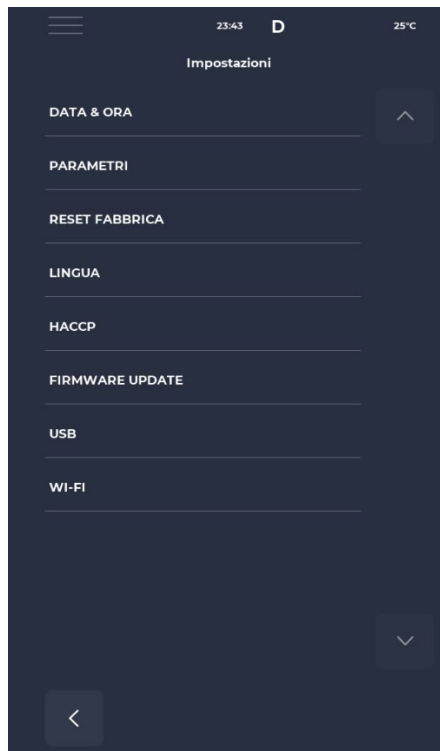 23:43 D 25°C
Impostazioni
DATA & ORA
PARAMETRI
RESET FABBRICA
LINGUA
HACCP
FIRMWARE UPDATE
USB
WI-FI